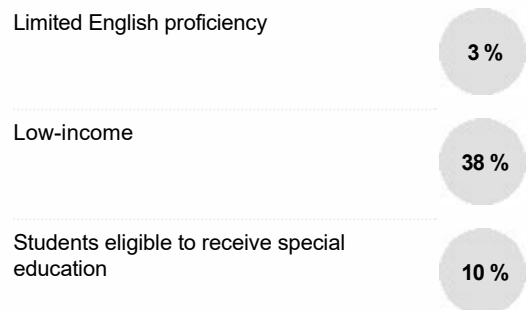 Limited English proficiency
3 %
Low-income
38 %
Students eligible to receive special
education
10 %